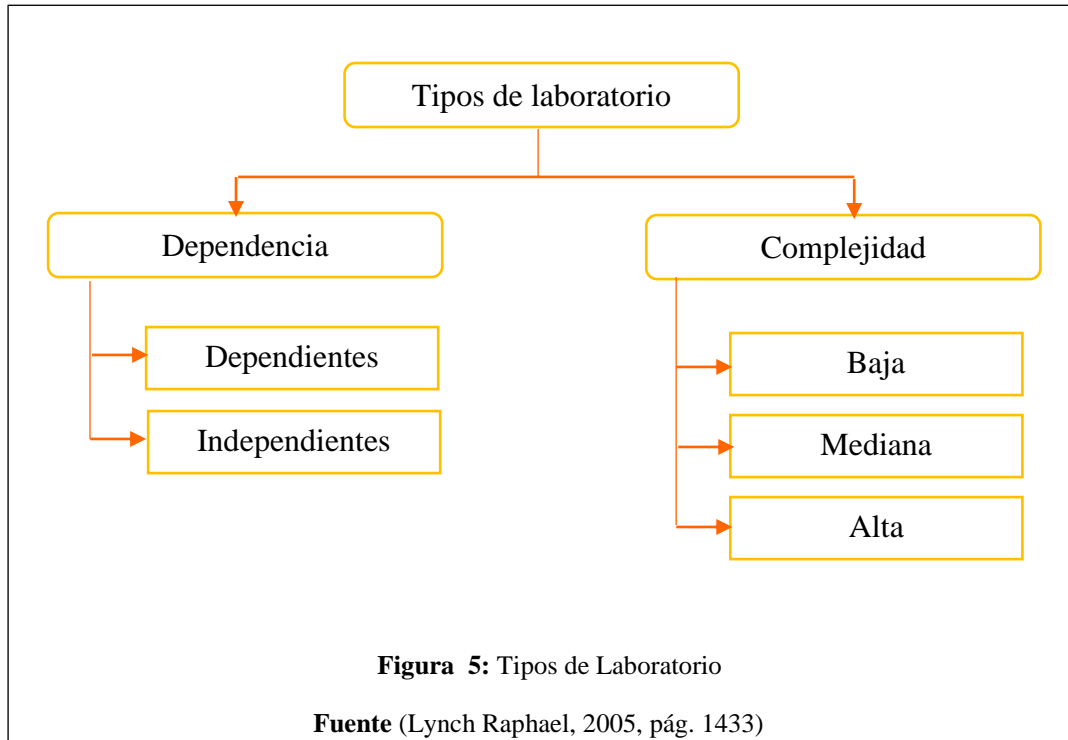 Tipos de laboratorio
Dependencia
Dependientes
Independientes
Complejidad
Baja
Mediana
Alta
Figura 5: Tipos de Laboratorio
Fuente (Lynch Raphael, 2005, pág. 1433)